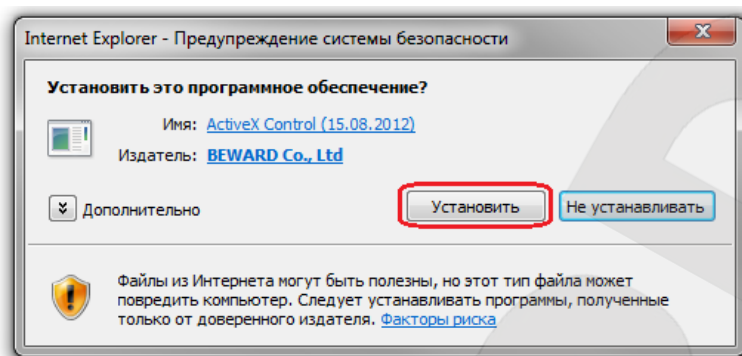 Internet Explorer - Предупреждение системы безопасности
Установить это программное обеспечение?
Имя: ActiveX Control (15.08.2012)
Издатель: BEWARD Co., Ltd
Дополнительно Установить Не устанавливать
Файлы из Интернета могут быть полезны, но этот тип файла может
повредить компьютер. Следует устанавливать программы, полученные
только от доверенного издателя. Факторы риска